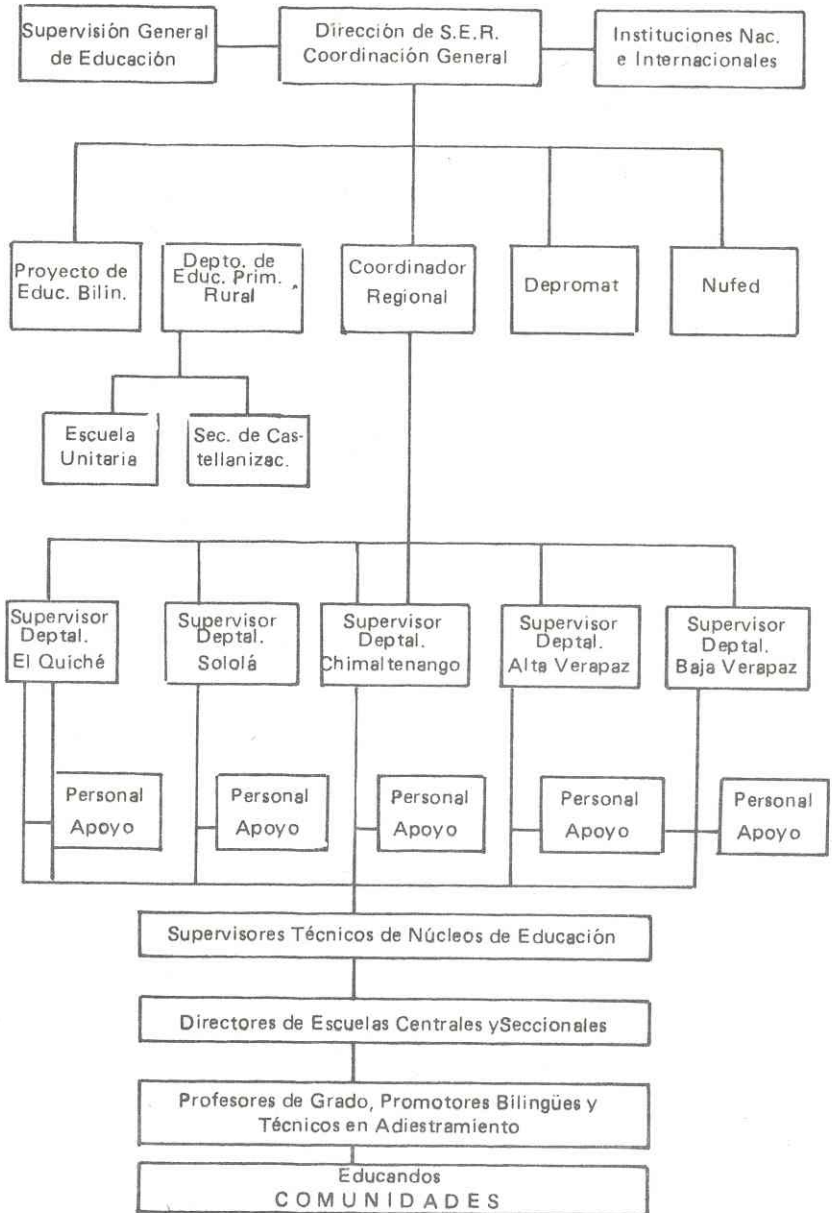 Supervisión General
de Educación
Dirección de S.E.R.
Coordinación General
Instituciones Nac.
e Internacionales
Proyecto de
Educ. Bilin.
Depto. de
Educ. Prim.
Rural
Coordinador
Regional
Depromat
Nufed
Escuela
Unitaria
Sec. de Cas-
tellanizac.
Supervisor
Deptal.
El Quiché
Supervisor
Deptal.
Sololá
Supervisor
Deptal.
Chimaltenango
Supervisor
Deptal.
Alta Verapaz
Supervisor
Deptal.
Baja Verapaz
Personal
Apoyo
Personal
Apoyo
Personal
Apoyo
Personal
Apoyo
Personal
Apoyo
Supervisores Técnicos de Núcleos de Educación
Directores de Escuelas Centrales ySeccionales
Profesores de Grado, Promotores Bilingües y
Técnicos en Adiestramiento
Educandos
COMUNIDADES